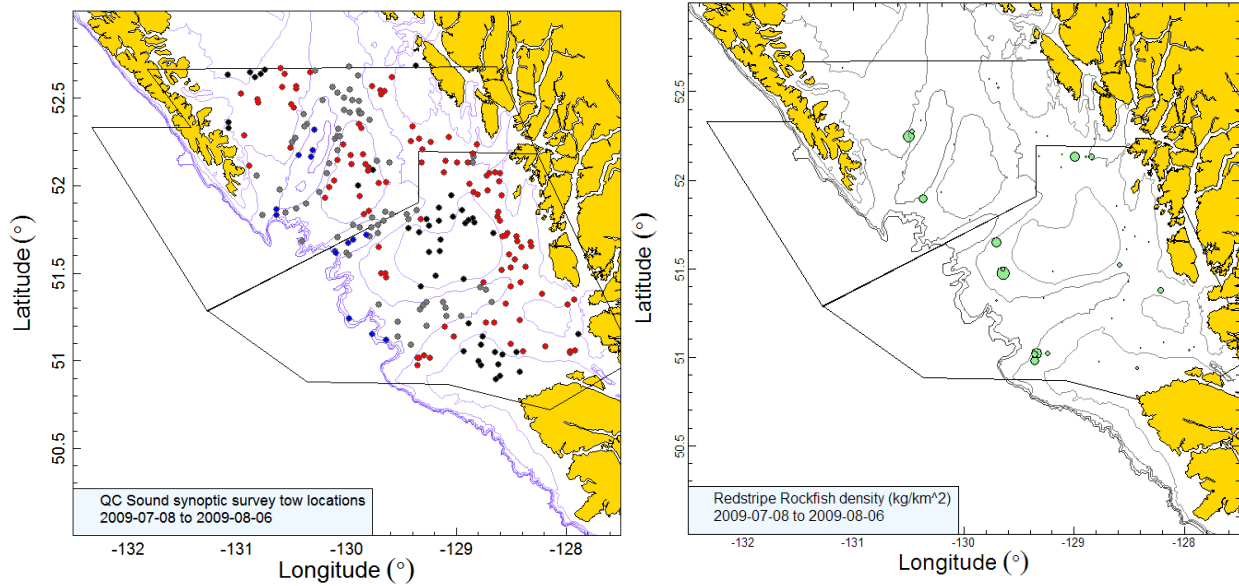 52.5
52
51.5
51
50.5
Latitude (°)
QC Sound synoptic survey tow locations
2009-07-08 to 2009-08-06
-132
-131
-130
-129
-128
Longitude (°)
52.5
52
51.5
51
50.5
Latitude (°)
Redstripe Rockfish density (kg/km^2)
2009-07-08 to 2009-08-06
-132
-131
-130
-129
-128
Longitude (°)